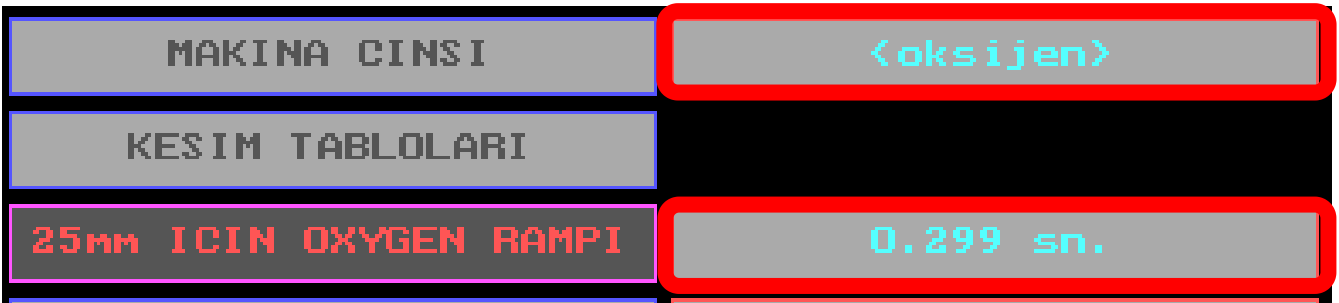 MAKINA CINSI
<oksijen>
KESIM TABLOLARI
25mm ICIN OXYGEN RAMPI
0.299 sn.